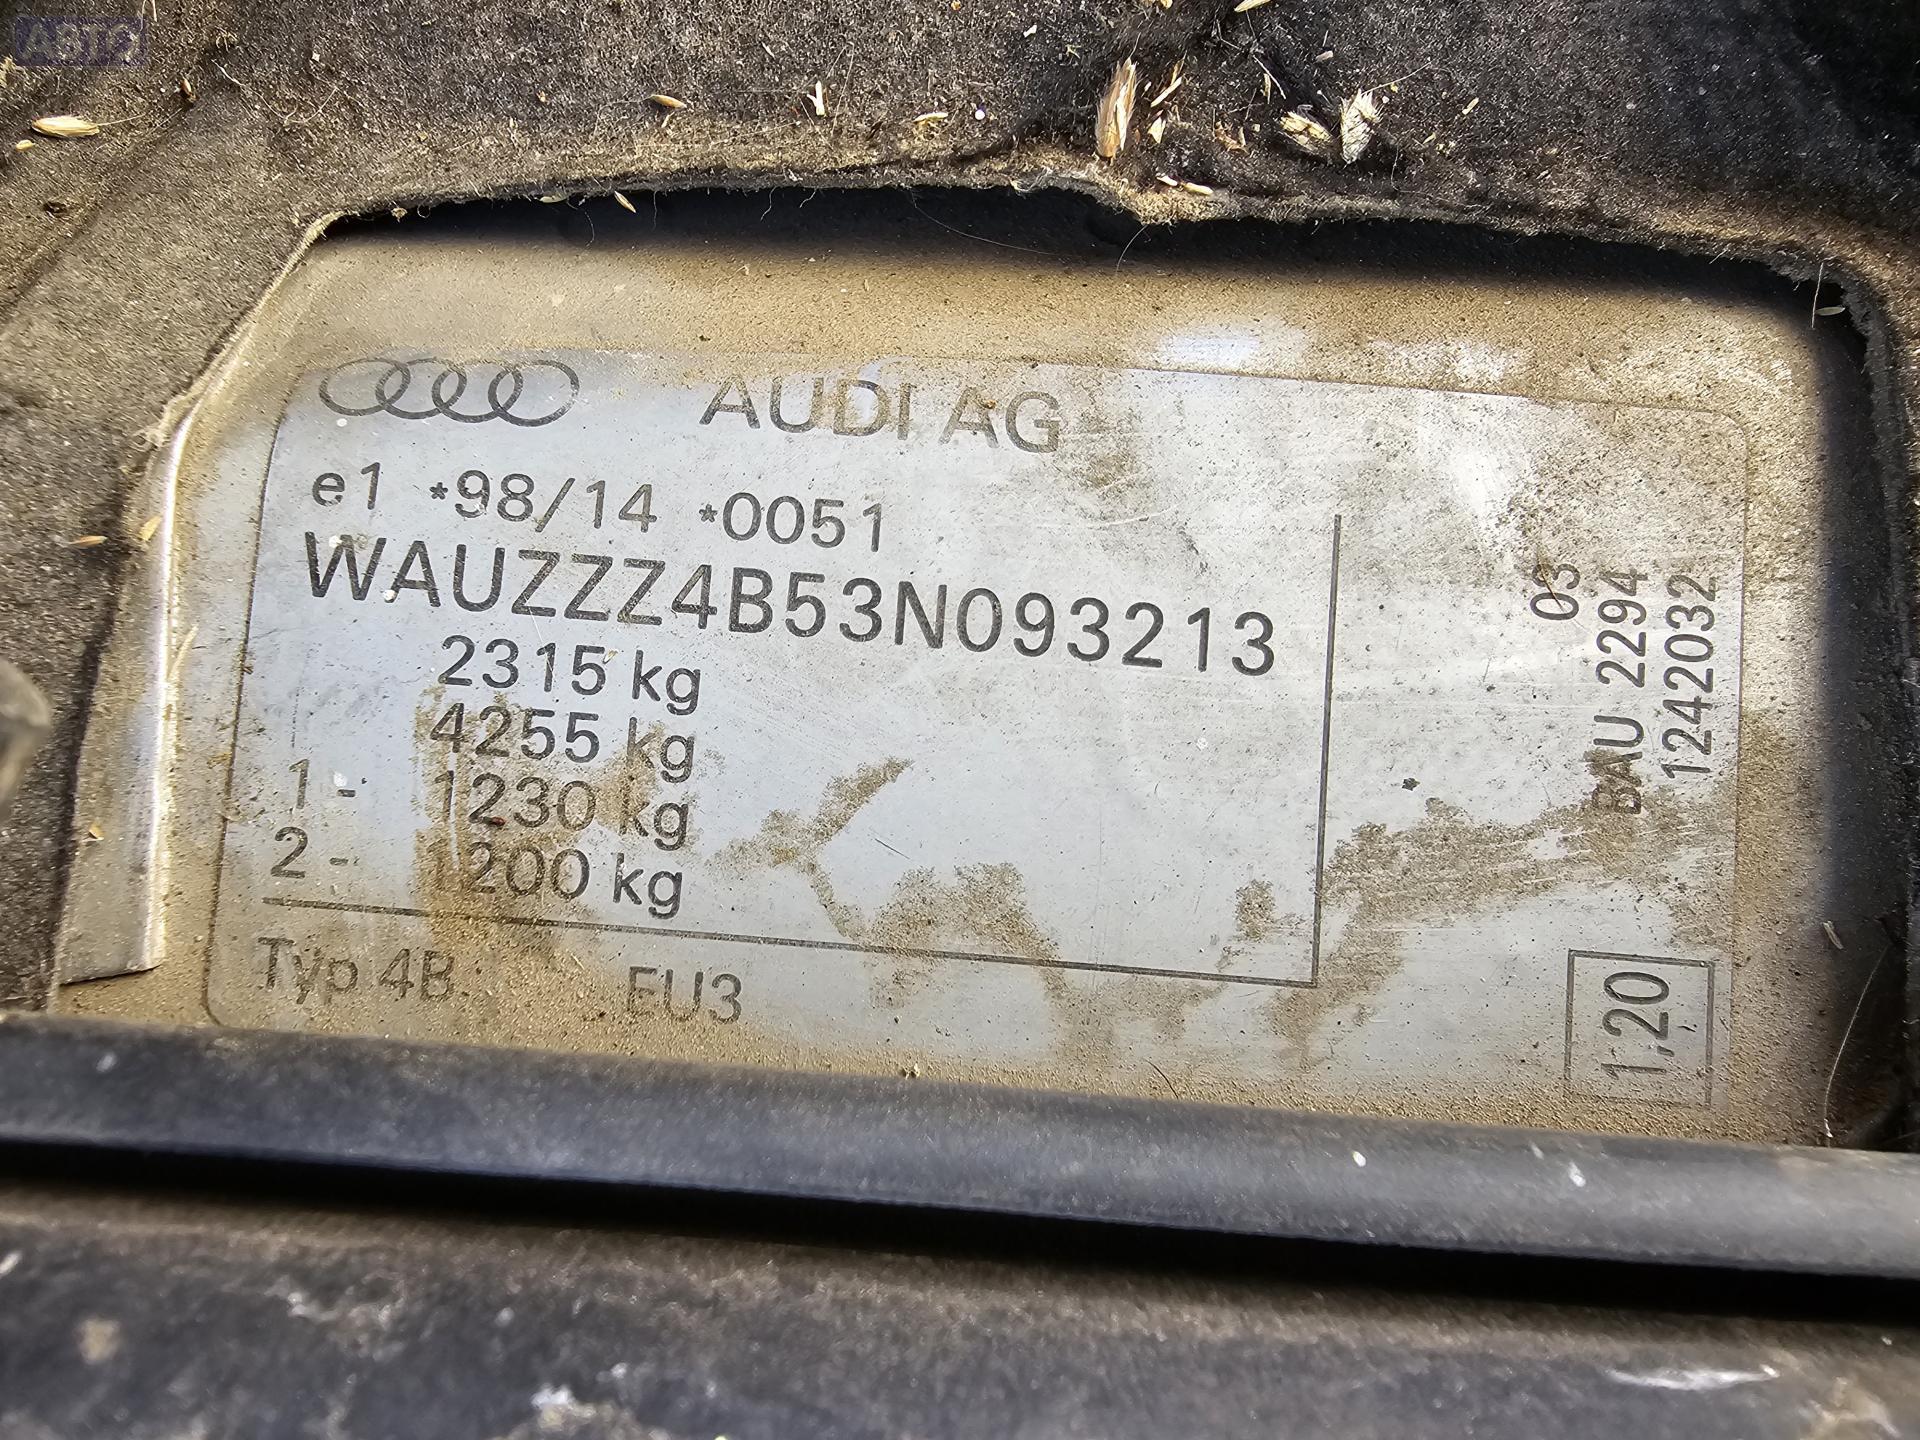 АВТО
AUDI AG
e1 *98/14 *0051
WAUZZZ4B53N093213
2315 kg
4255 kg
1 - 1230 kg
2 - 1200 kg
Typ 4B EU3
03
BAU 2294
1242032
1,20